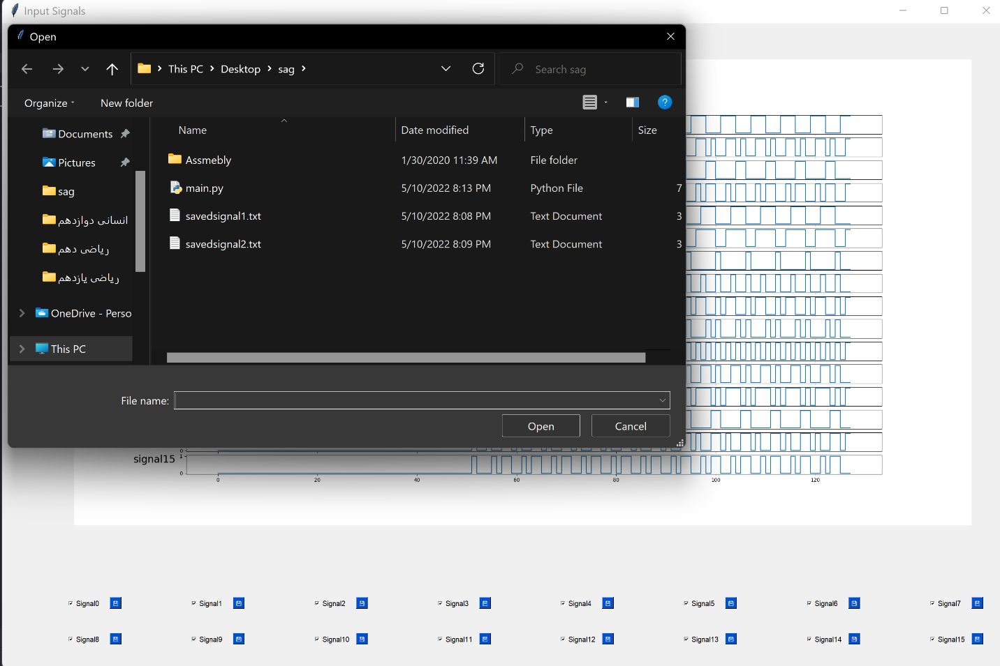 Input Signals
Open
This PC > Desktop > sag >
Search sag
Organize
New folder
Name Date modified Type Size
Documents
Pictures
sag
انسانی دوازدهم
ریاضی دهم
ریاضی یازدهم
OneDrive - Perso
This PC
Assmebly 1/30/2020 11:39 AM File folder
main.py 5/10/2022 8:13 PM Python File 7
savedsignal1.txt 5/10/2022 8:08 PM Text Document 3
savedsignal2.txt 5/10/2022 8:09 PM Text Document 3
File name:
Open Cancel
0
signal15 1
0
0 20 40 60 80 100 120
Signal0 Signal1 Signal2 Signal3 Signal4 Signal5 Signal6 Signal7
Signal8 Signal9 Signal10 Signal11 Signal12 Signal13 Signal14 Signal15